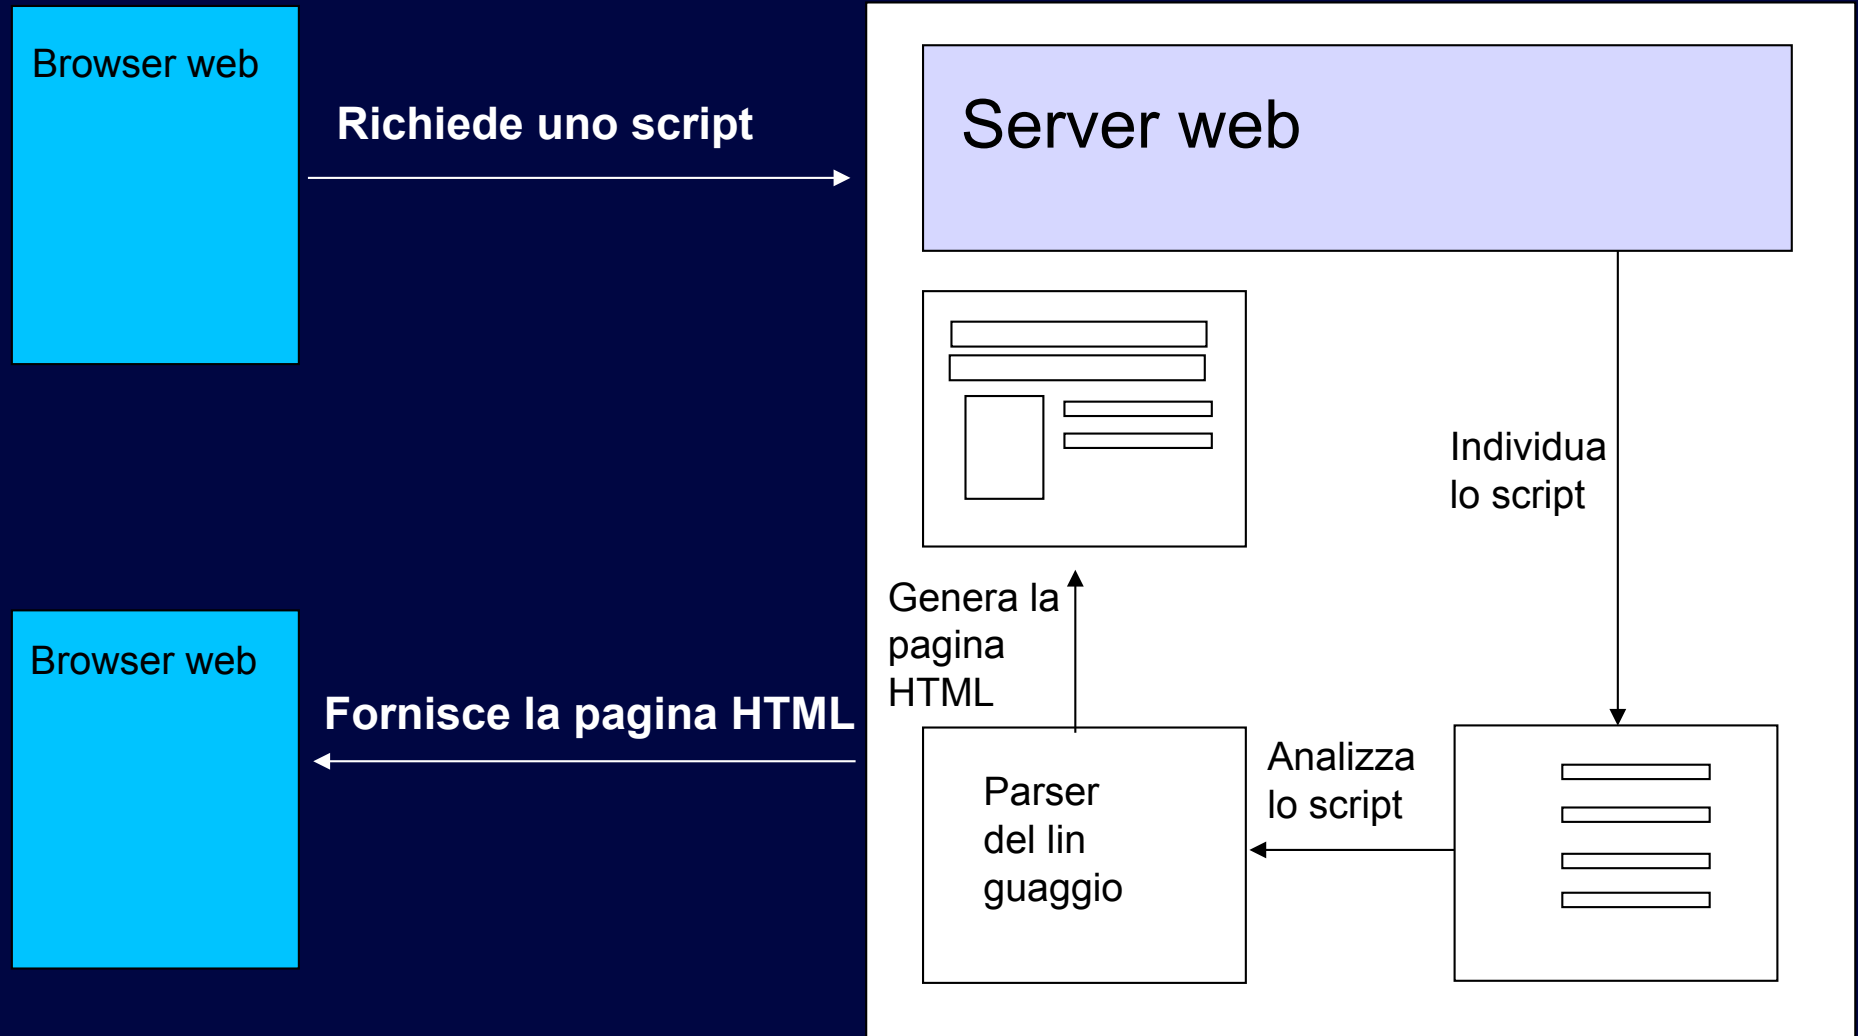 Browser web
Richiede uno script
Server web
Individua
lo script
Genera la
pagina
HTML
Browser web
Fornisce la pagina HTML
Analizza
lo script
Parser
del lin
guaggio